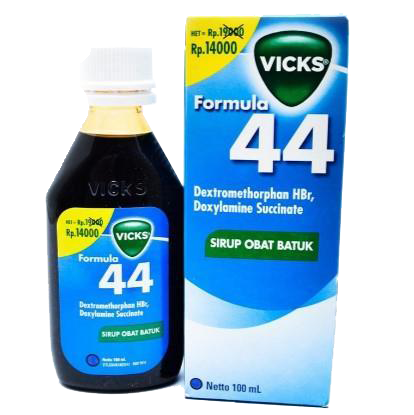 VICKS
HET = Rp.19000
Rp.14000
VICKS
Formula
44
Dextromethorphan HBr,
Doxylamine Succinate
SIRUP OBAT BATUK
Netto 100 mL
HET = Rp.19000
Rp.14000
VICKS®
Formula
44
Dextromethorphan HBr,
Doxylamine Succinate
SIRUP OBAT BATUK
Netto 100 mL